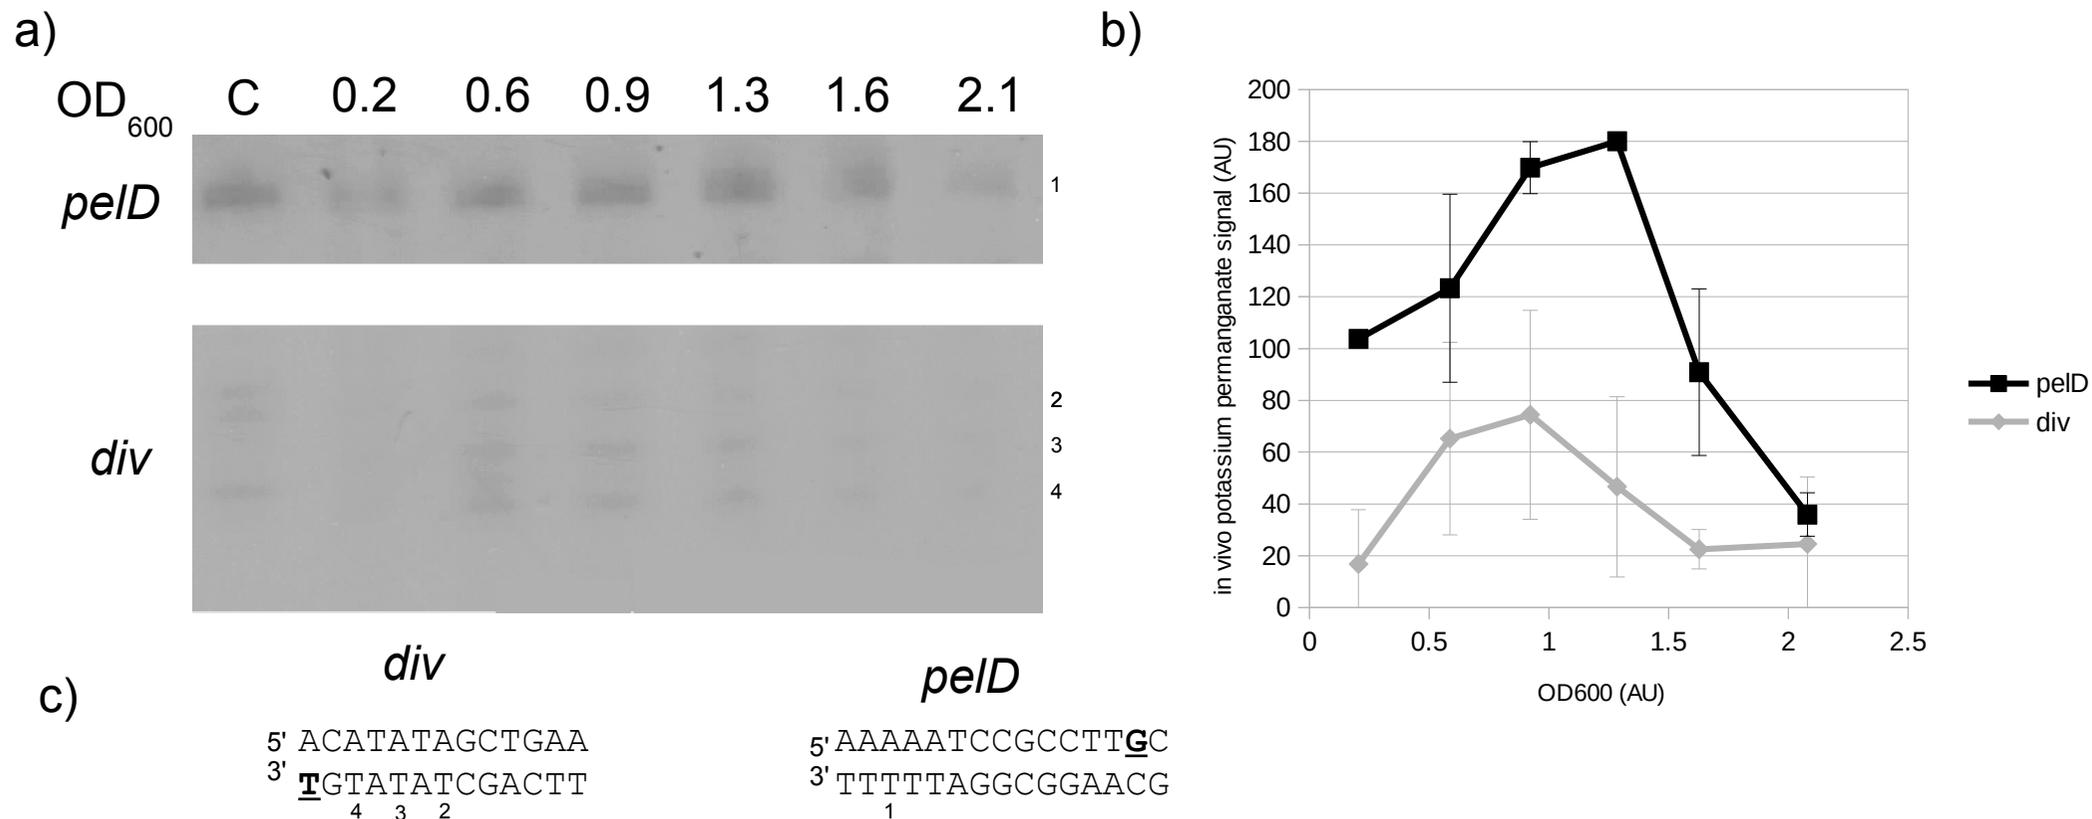 a)
OD600 C 0.2 0.6 0.9 1.3 1.6 2.1
pelD 1
div
2
3
4
b)
in vivo potassium permanganate signal (AU)
200
180
160
140
120
100
80
60
40
20
0
0 0.5 1 1.5 2 2.5
OD600 (AU)
pelD
div
c)
div
5' ACATATAGCTGAA
3' TGTATATCGACTT
4 3 2
pelD
5' AAAAATCCGCCTTGC
3' TTTTTAGGCGGAACG
1